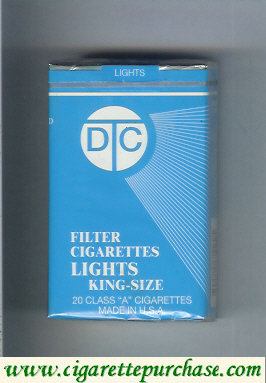 LIGHTS
DTC
FILTER
CIGARETTES
LIGHTS
KING-SIZE
20 CLASS "A" CIGARETTES
MADE IN U.S.A.
www.cigarettepurchase.com